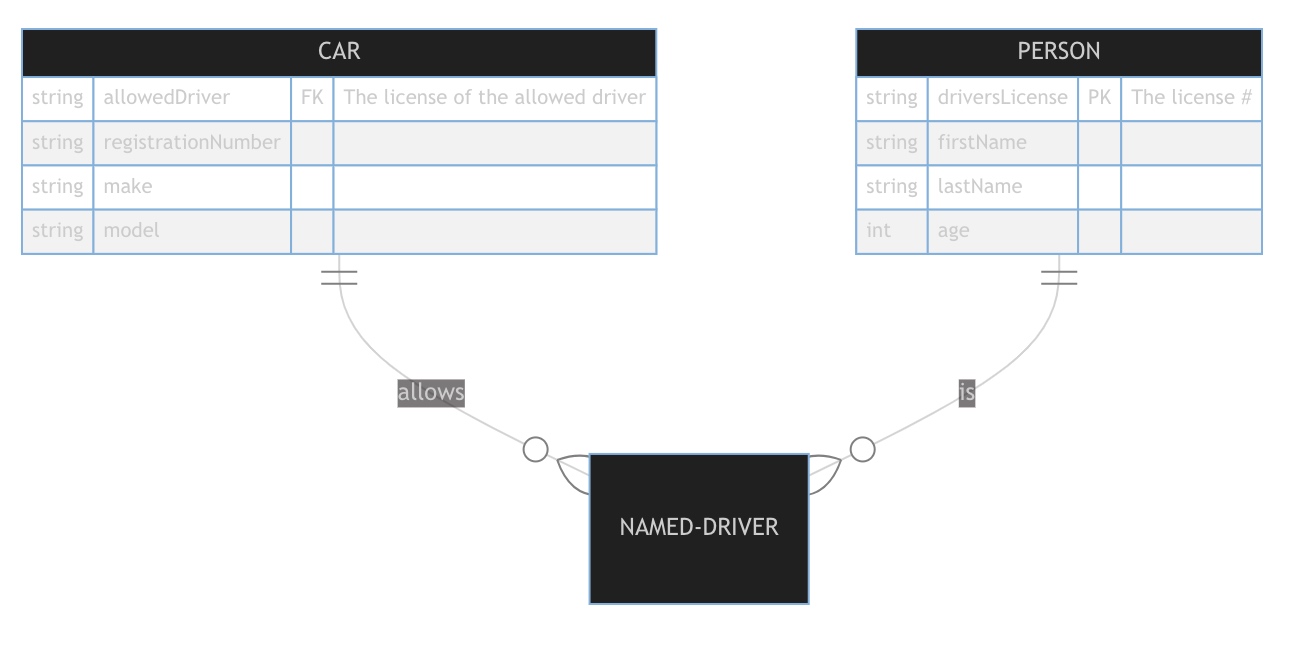 CAR
string allowedDriver FK The license of the allowed driver
string registrationNumber
string make
string model
PERSON
string driversLicense PK The license #
string firstName
string lastName
int age
allows
is
NAMED-DRIVER